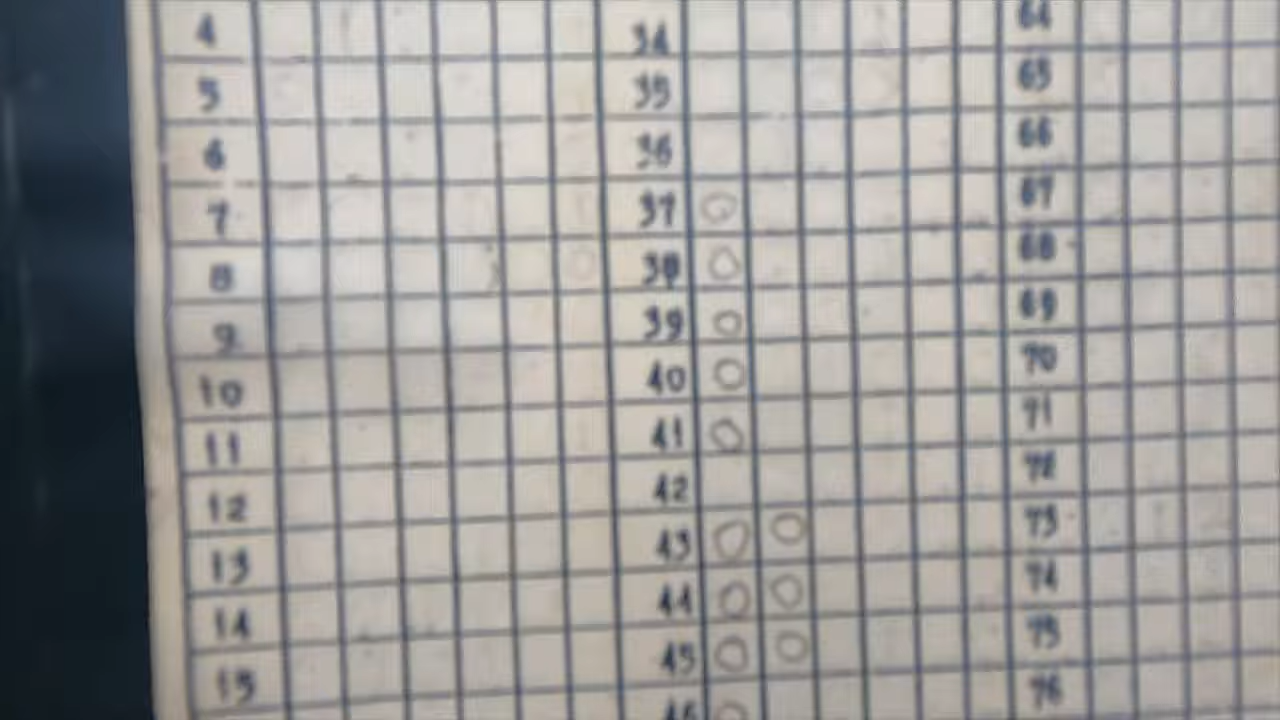 4 34 64
5 35 65
6 36 66
7 37 O 67
8 38 O 68
9 39 O 69
10 40 O 70
11 41 O 71
12 42 72
13 43 O O 73
14 44 O O 74
15 45 O O 75
46 O 76